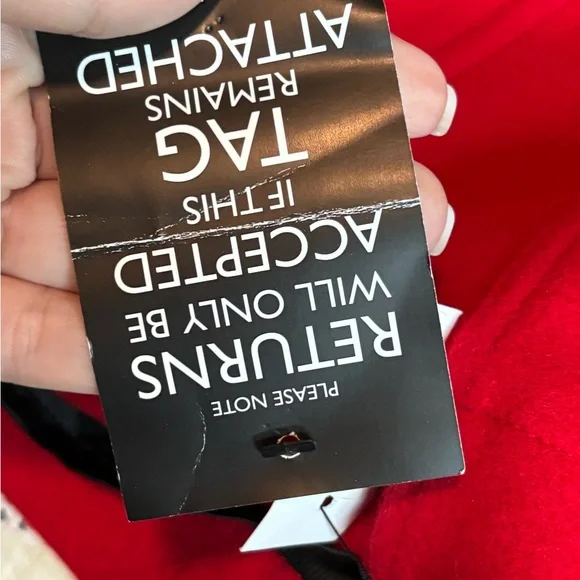 PLEASE NOTE
RETURNS
WILL ONLY BE
ACCEPTED
IF THIS
TAG
REMAINS
ATTACHED